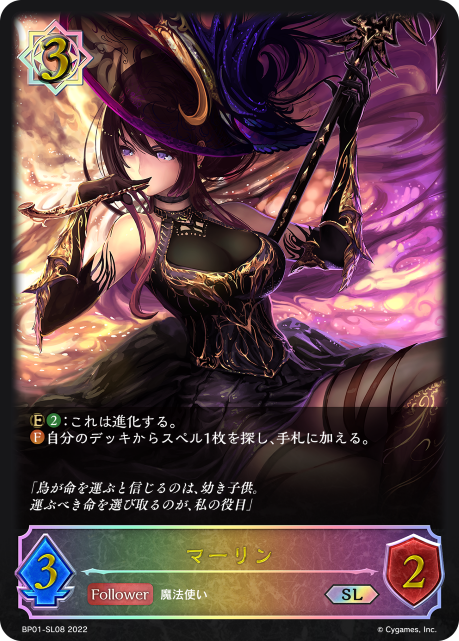 3
E 2：これは進化する。
F 自分のデッキからスペル1枚を探し、手札に加える。
「鳥が命を運ぶと信じるのは、幼き子供。
運ぶべき命を選び取るのが、私の役目」
マーリン
3 Follower 魔法使い SL 2
BP01-SL08 2022 © Cygames, Inc.